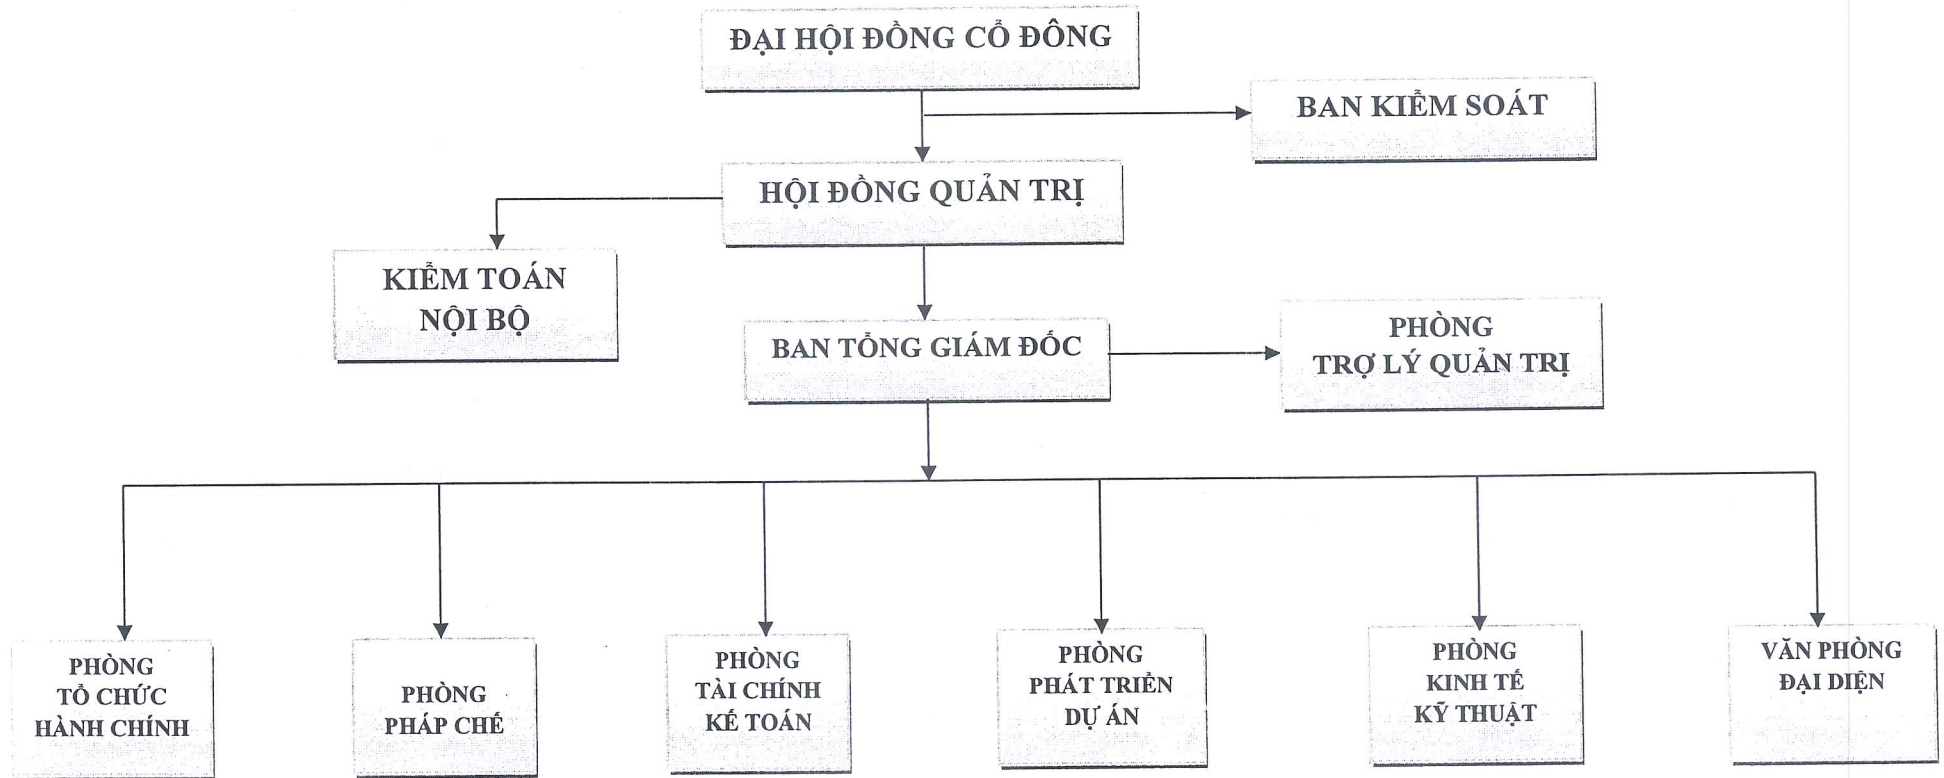 ĐẠI HỘI ĐỒNG CỔ ĐÔNG
BAN KIỂM SOÁT
HỘI ĐỒNG QUẢN TRỊ
KIỂM TOÁN
NỘI BỘ
BAN TỔNG GIÁM ĐỐC
PHÒNG
TRỢ LÝ QUẢN TRỊ
PHÒNG
TỔ CHỨC
HÀNH CHÍNH
PHÒNG
PHÁP CHẾ
PHÒNG
TÀI CHÍNH
KẾ TOÁN
PHÒNG
PHÁT TRIỂN
DỰ ÁN
PHÒNG
KINH TẾ
KỸ THUẬT
VĂN PHÒNG
ĐẠI DIỆN